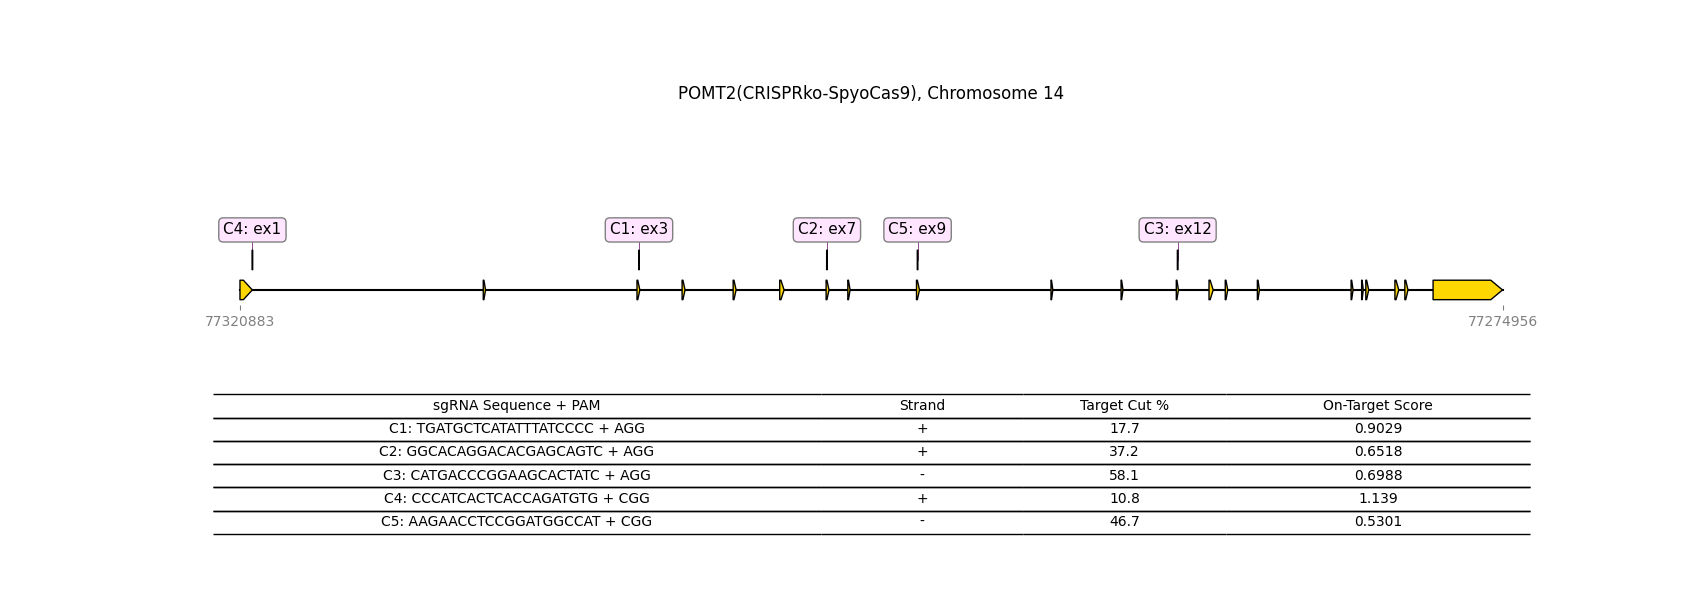 POMT2(CRISPRko-SpyoCas9), Chromosome 14
C4: ex1 C1: ex3 C2: ex7 C5: ex9 C3: ex12
77320883 77274956
sgRNA Sequence + PAM Strand Target Cut % On-Target Score
C1: TGATGCTCATATTTATCCCC + AGG + 17.7 0.9029
C2: GGCACAGGACACGAGCAGTC + AGG + 37.2 0.6518
C3: CATGACCCGGAAGCACTATC + AGG - 58.1 0.6988
C4: CCCATCACTCACCAGATGTG + CGG + 10.8 1.139
C5: AAGAACCTCCGGATGGCCAT + CGG - 46.7 0.5301